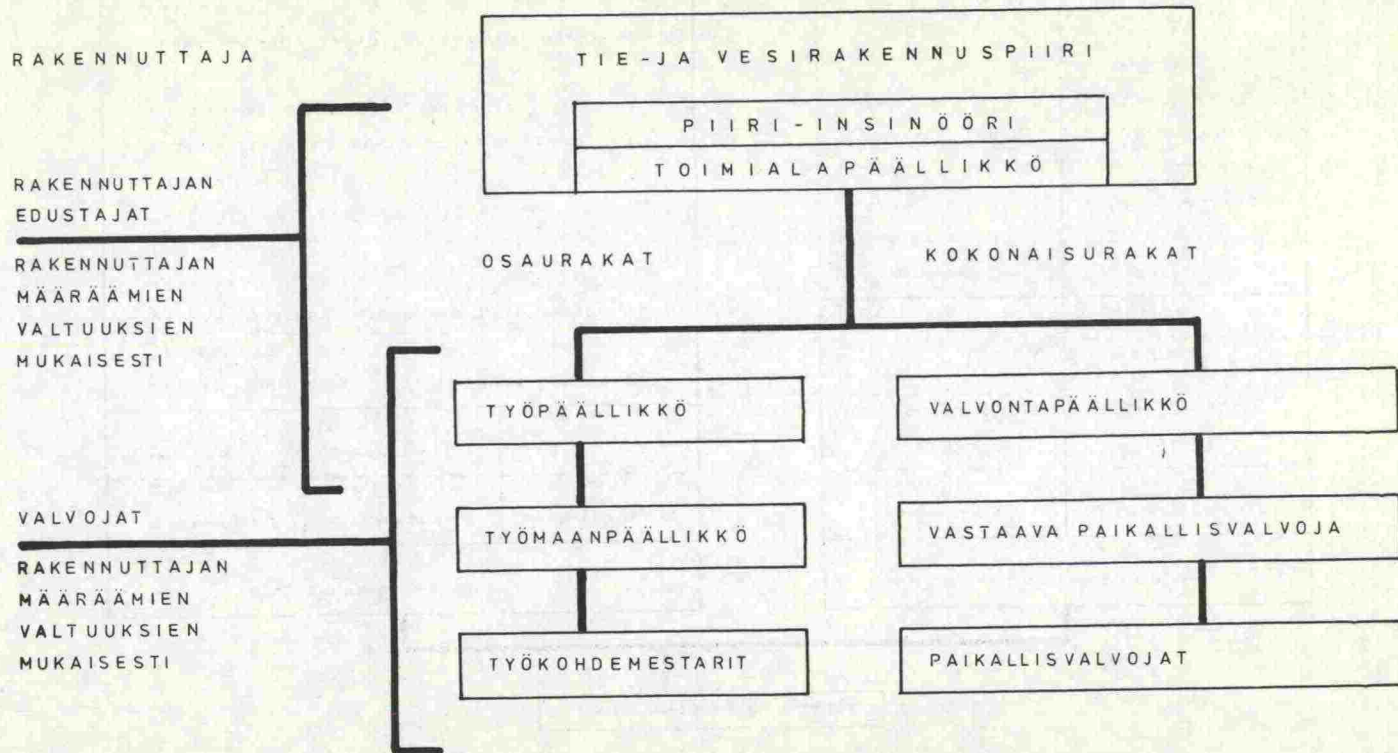 RAKENNUTTAJA
TIE-JA VESIRAKENNUSPIIRI
PIIRI-INSINÖÖRI
TOIMIALAPÄÄLLIKKÖ
RAKENNUTTAJAN
EDUSTAJAT
RAKENNUTTAJAN
MÄÄRÄÄMIEN
VALTUUKSIEN
MUKAISESTI
OSAURAKAT
KOKONAISURAKAT
TYÖPÄÄLLIKKÖ
VALVONTAPÄÄLLIKKÖ
VALVOJAT
RAKENNUTTAJAN
MÄÄRÄÄMIEN
VALTUUKSIEN
MUKAISESTI
TYÖMAANPÄÄLLIKKÖ
VASTAAVA PAIKALLISVALVOJA
TYÖKOHDEMESTARIT
PAIKALLISVALVOJAT